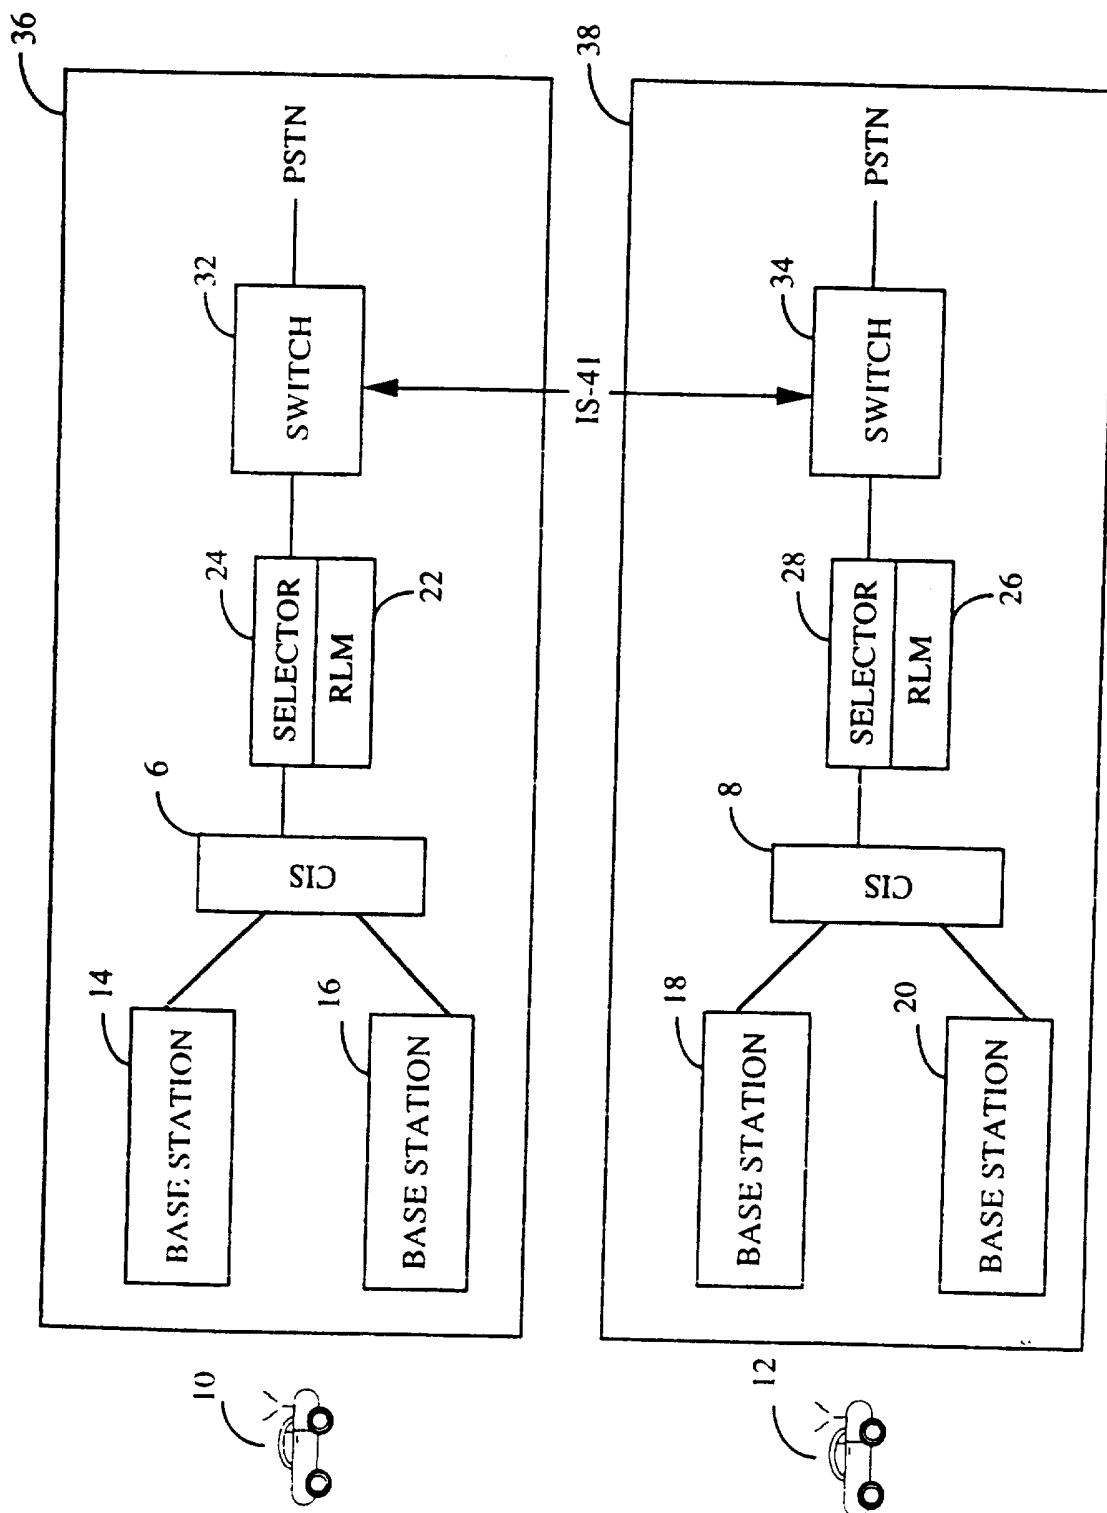 36
PSTN
32
SWITCH
24
SELECTOR
RLM
22
6
CIS
14
BASE STATION
16
BASE STATION
10
IS-41
38
PSTN
34
SWITCH
28
SELECTOR
RLM
26
8
CIS
18
BASE STATION
20
BASE STATION
12